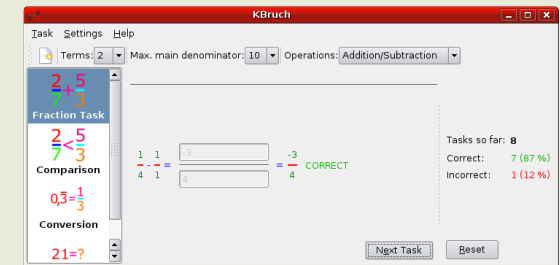 KBruch
Task Settings Help
Terms: 2 Max. main denominator: 10 Operations: Addition/Subtraction
2/7+5/3
Fraction Task
2/7<5/3
Comparison
0,3̅=1/3
Conversion
21=?
1/4 - 1/1 = -3/4 = -3/4 CORRECT
Tasks so far: 8
Correct: 7 (87 %)
Incorrect: 1 (12 %)
Next Task Reset